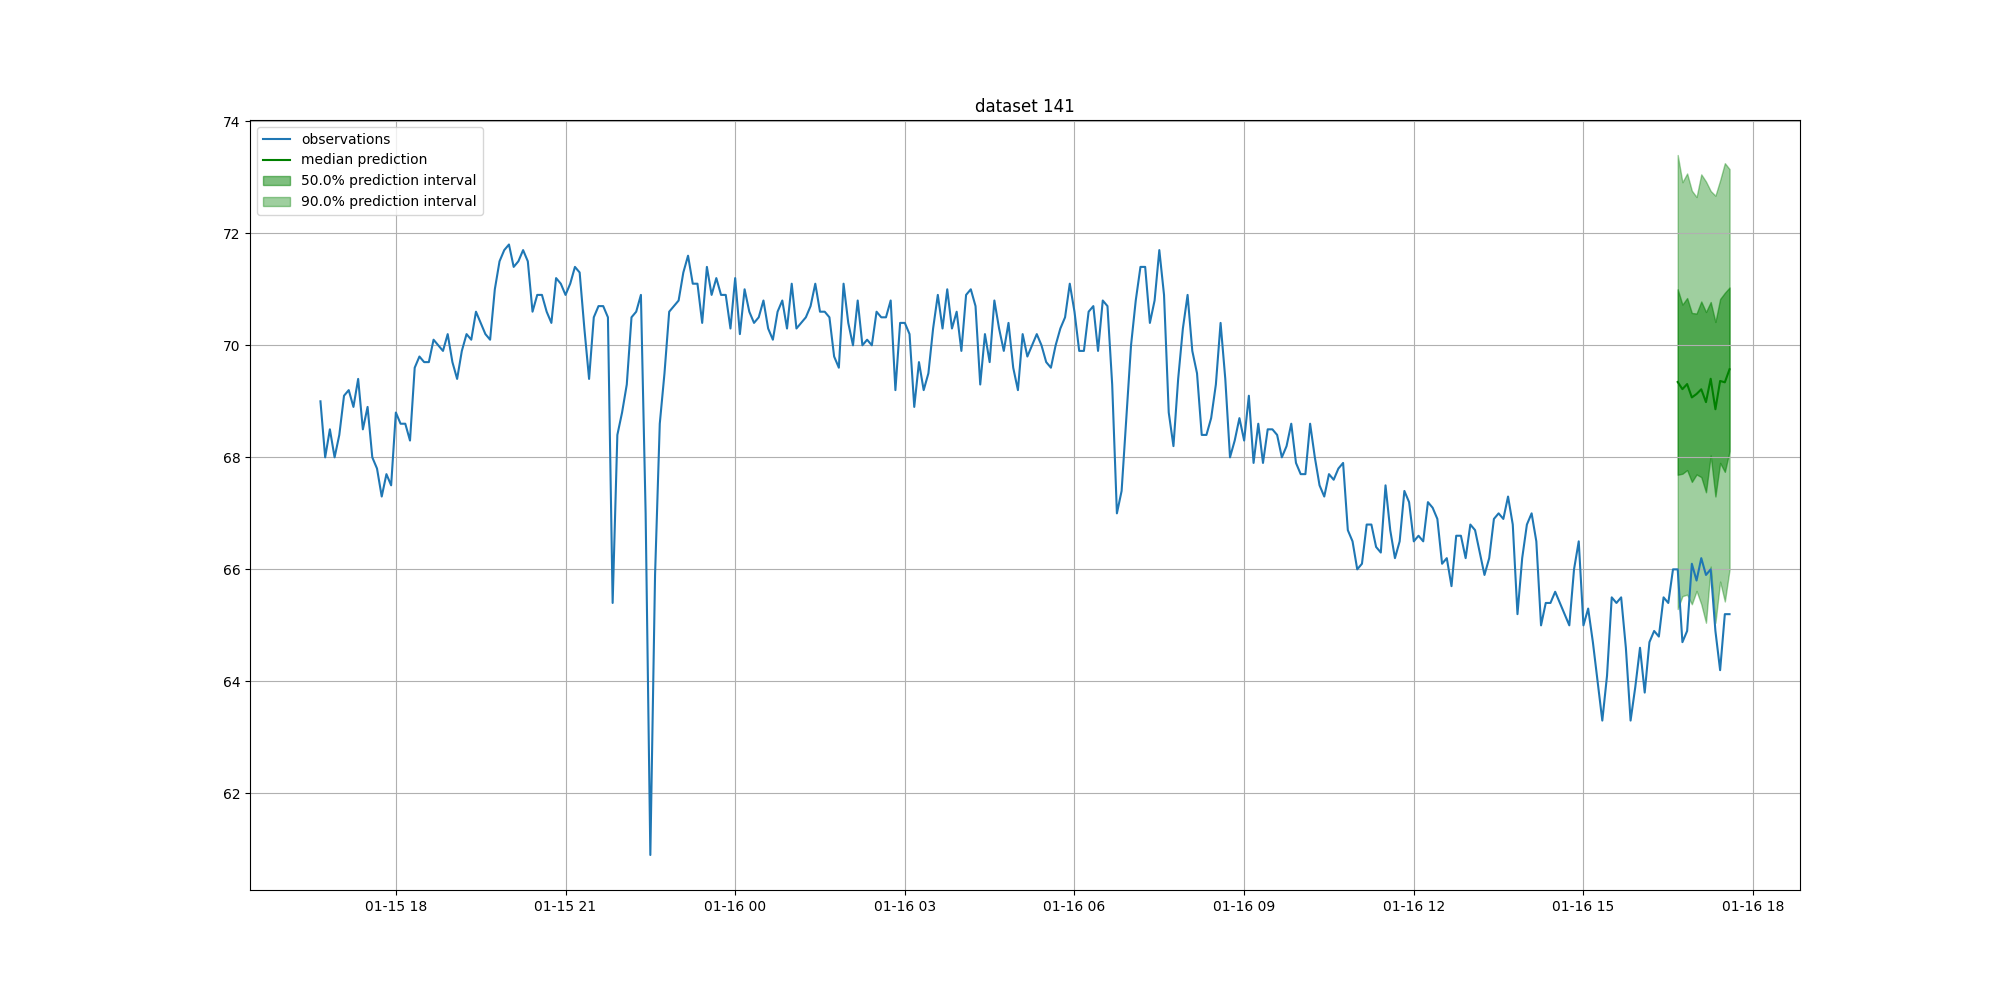 dataset 141
74
observations
median prediction
50.0% prediction interval
90.0% prediction interval
72
70
68
66
64
62
01-15 18 01-15 21 01-16 00 01-16 03 01-16 06 01-16 09 01-16 12 01-16 15 01-16 18